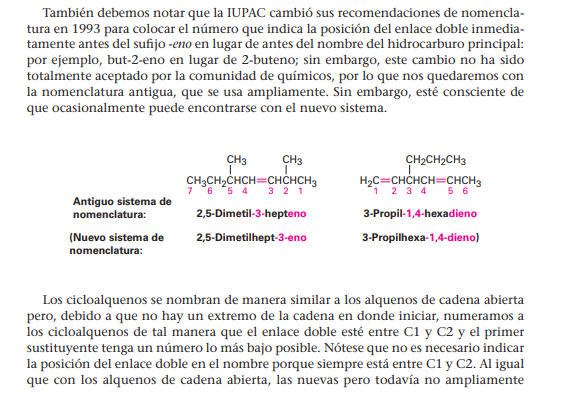 También debemos notar que la IUPAC cambió sus recomendaciones de nomencla-
tura en 1993 para colocar el número que indica la posición del enlace doble inmedia-
tamente antes del sufijo -eno en lugar de antes del nombre del hidrocarburo principal:
por ejemplo, but-2-eno en lugar de 2-buteno; sin embargo, este cambio no ha sido
totalmente aceptado por la comunidad de químicos, por lo que nos quedaremos con
la nomenclatura antigua, que se usa ampliamente. Sin embargo, esté consciente de
que ocasionalmente puede encontrarse con el nuevo sistema.
CH₃ CH₃ CH₂CH₂CH₃
CH₃CH₂CHCH=CHCHCH₃ H₂C=CHCHCH=CHCH₃
7 6 5 4 3 2 1 1 2 3 4 5 6
Antiguo sistema de
nomenclatura: 2,5-Dimetil-3-hepteno 3-Propil-1,4-hexadieno
(Nuevo sistema de 2,5-Dimetilhept-3-eno 3-Propilhexa-1,4-dieno)
nomenclatura:
Los cicloalquenos se nombran de manera similar a los alquenos de cadena abierta
pero, debido a que no hay un extremo de la cadena en donde iniciar, numeramos a
los cicloalquenos de tal manera que el enlace doble esté entre C1 y C2 y el primer
sustituyente tenga un número lo más bajo posible. Nótese que no es necesario indicar
la posición del enlace doble en el nombre porque siempre está entre C1 y C2. Al igual
que con los alquenos de cadena abierta, las nuevas pero todavía no ampliamente